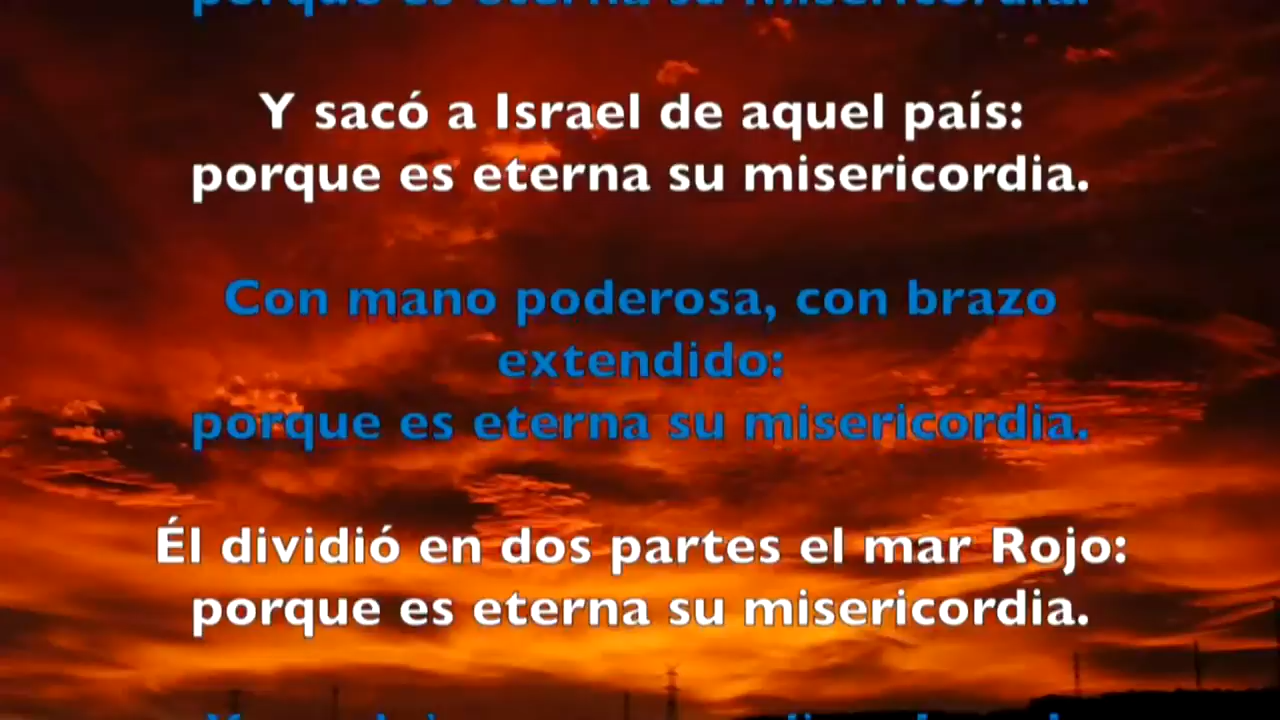 porque es eterna su misericordia.
Y sacó a Israel de aquel país:
porque es eterna su misericordia.
Con mano poderosa, con brazo
extendido:
porque es eterna su misericordia.
Él dividió en dos partes el mar Rojo:
porque es eterna su misericordia.